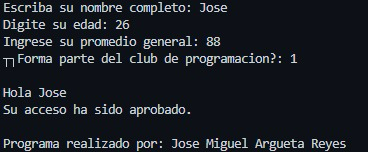 Escriba su nombre completo: Jose
Digite su edad: 26
Ingrese su promedio general: 88
┐┐Forma parte del club de programacion?: 1
Hola Jose
Su acceso ha sido aprobado.
Programa realizado por: Jose Miguel Argueta Reyes